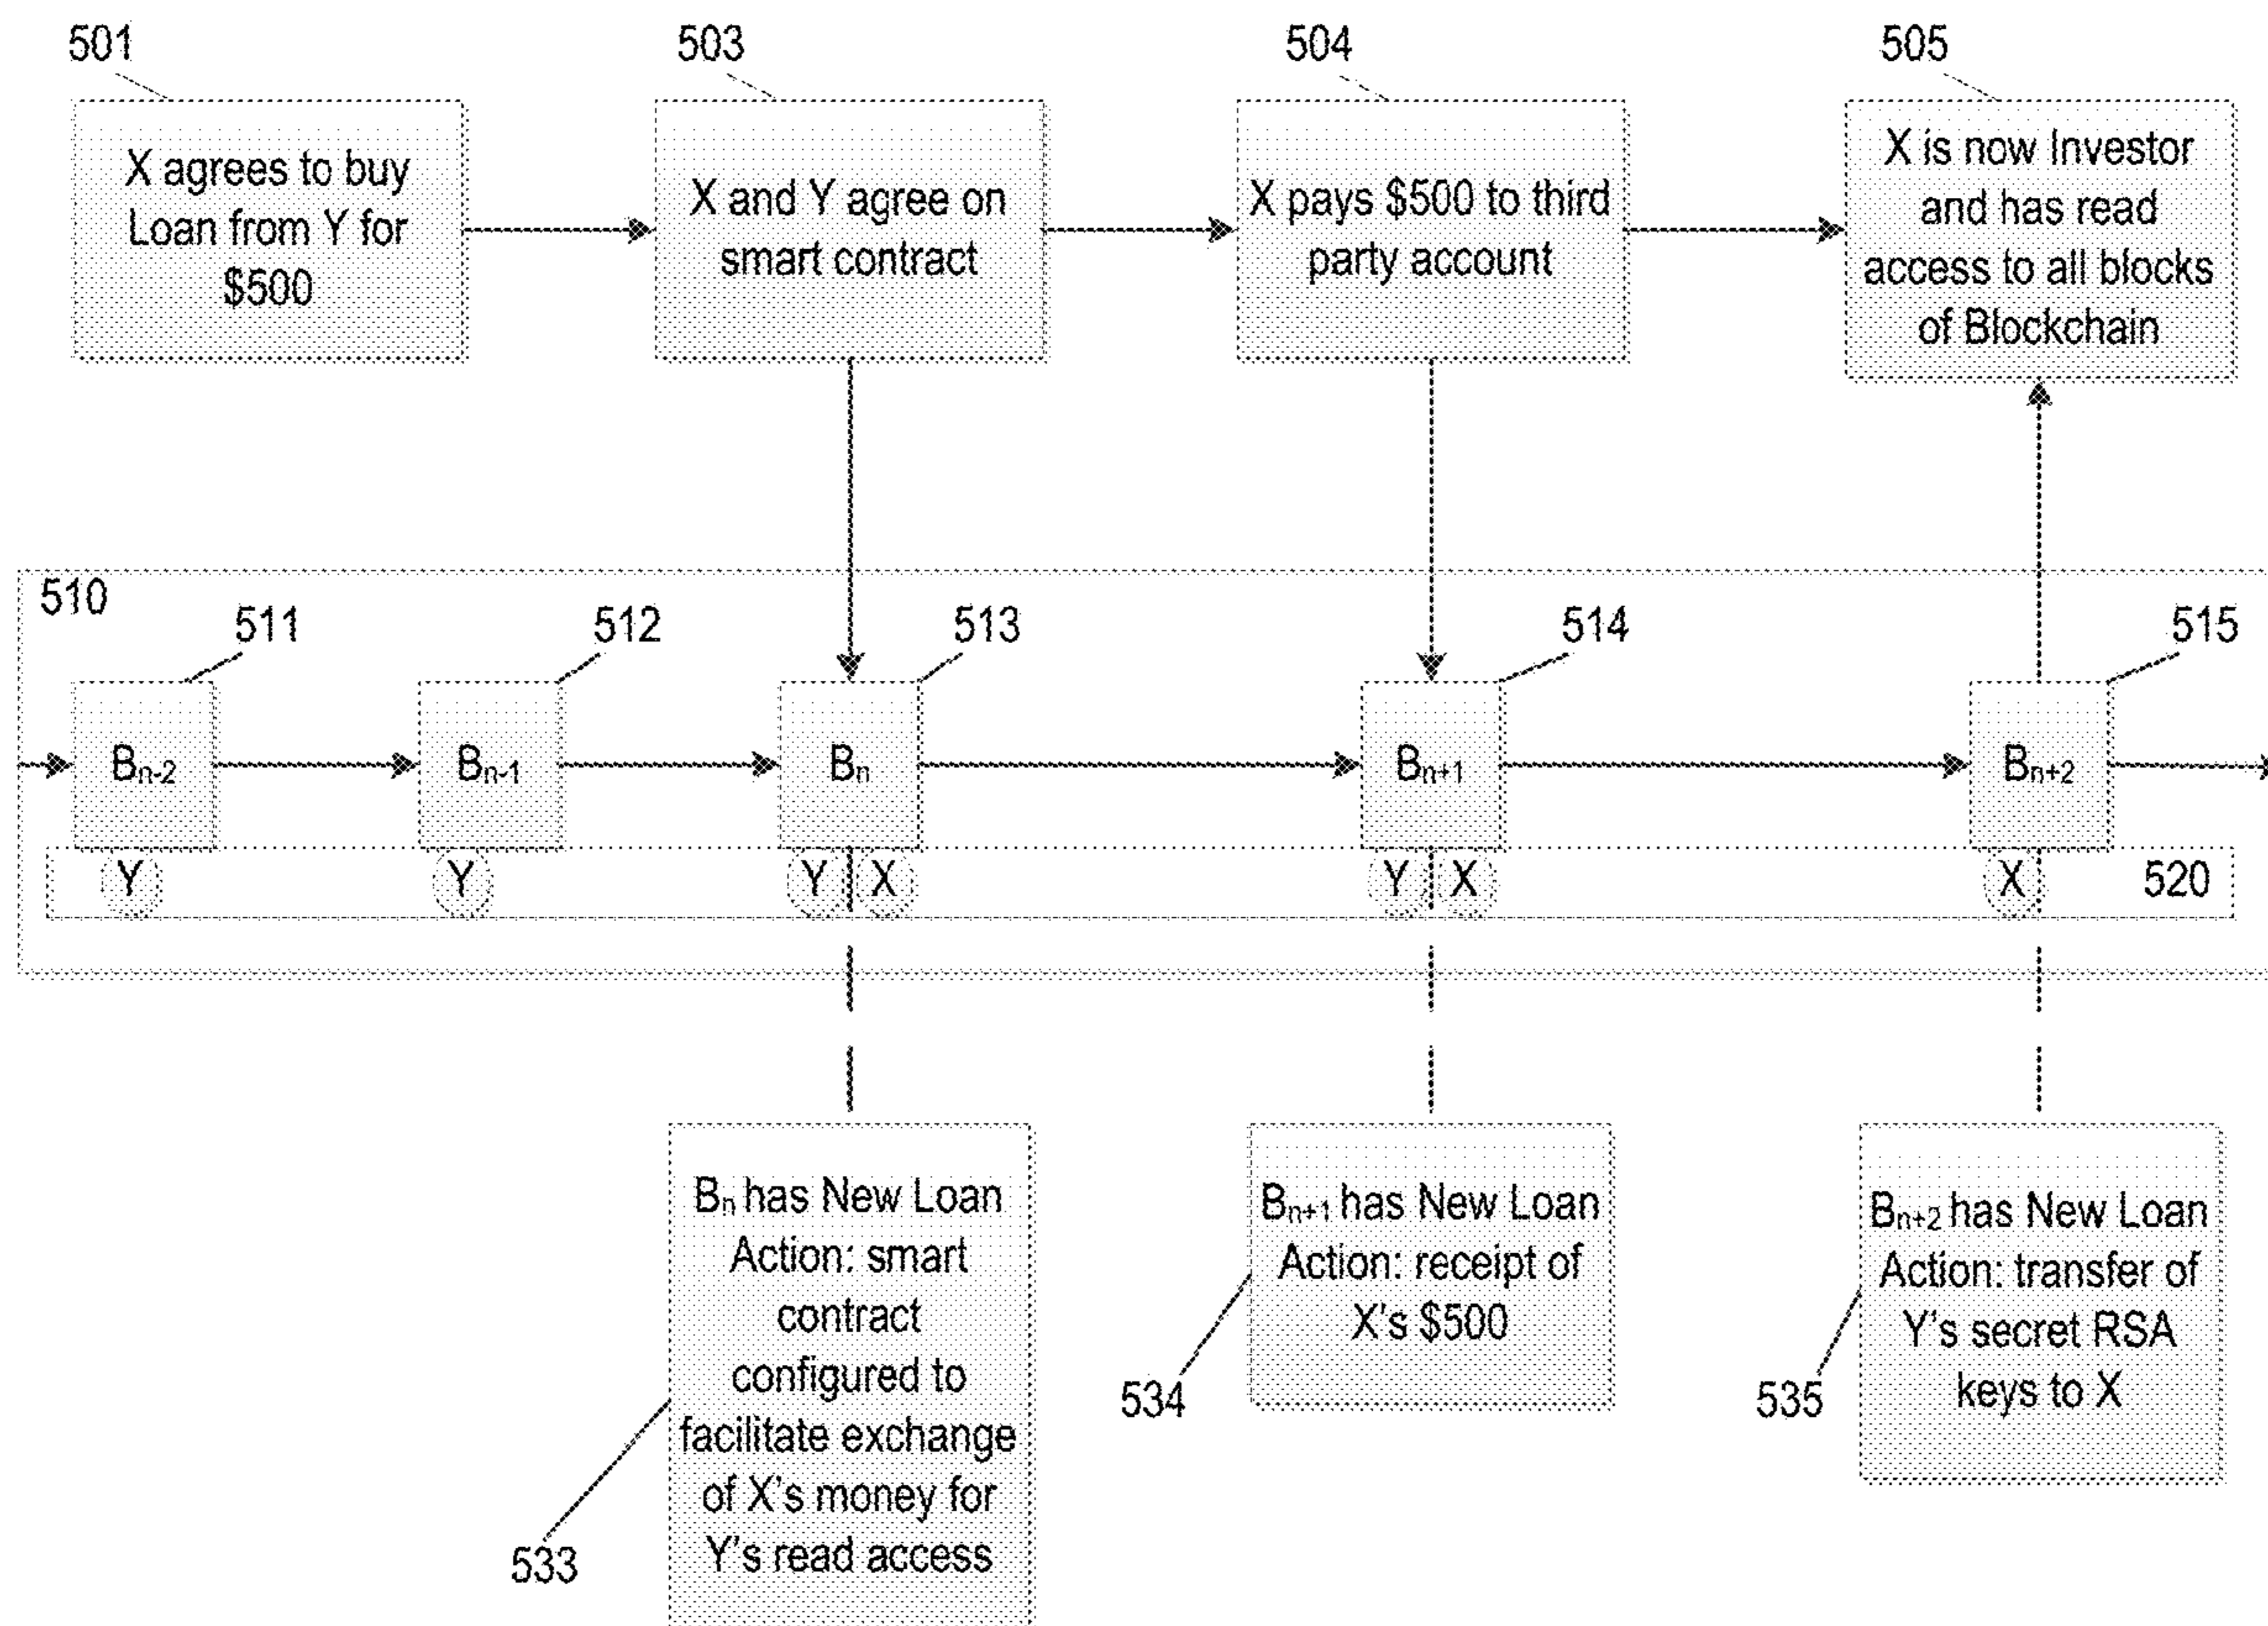 501
503
504
505
X agrees to buy
Loan from Y for
$500
X and Y agree on
smart contract
X pays $500 to third
party account
X is now Investor
and has read
access to all blocks
of Blockchain
510
511
512
513
514
515
Bn-2
Bn-1
Bn
Bn+1
Bn+2
Y
Y
Y X
Y X
X
520
Bn has New Loan
Action: smart
contract
configured to
facilitate exchange
of X's money for
Y's read access
533
Bn+1 has New Loan
Action: receipt of
X's $500
534
Bn+2 has New Loan
Action: transfer of
Y's secret RSA
keys to X
535